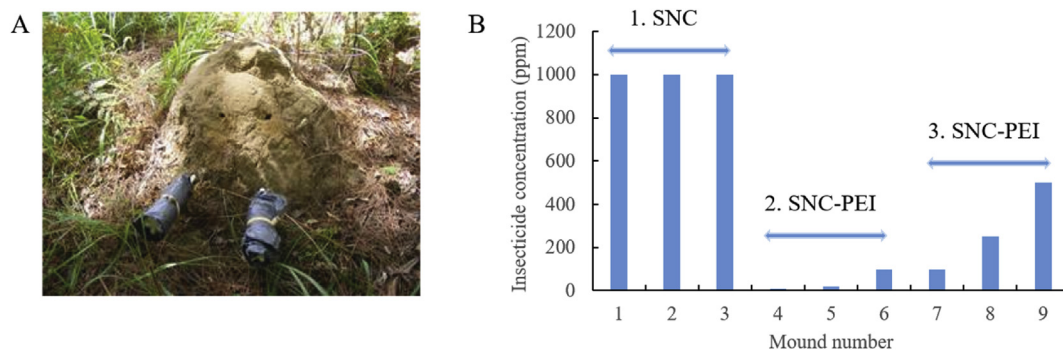 A
B
1. SNC
2. SNC-PEI
3. SNC-PEI
Insecticide concentration (ppm)
1200
1000
800
600
400
200
0
1 2 3 4 5 6 7 8 9
Mound number